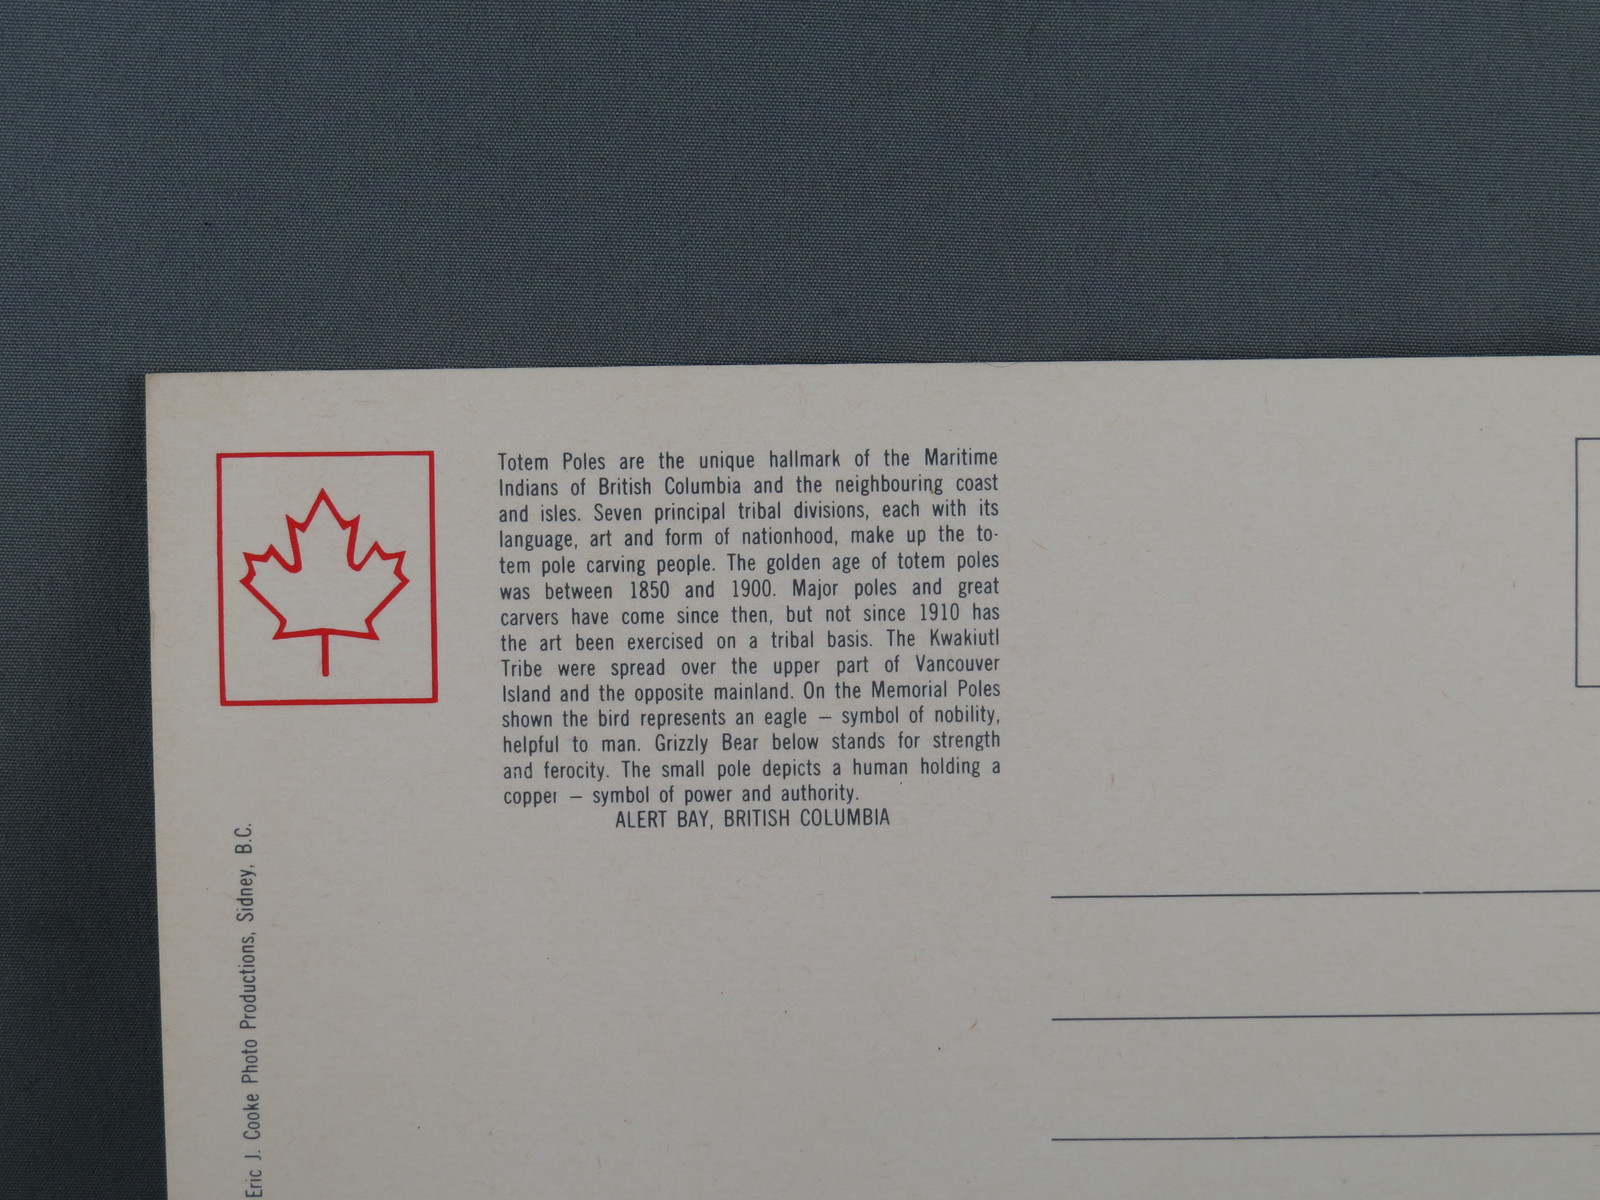 Totem Poles are the unique hallmark of the Maritime
Indians of British Columbia and the neighbouring coast
and isles. Seven principal tribal divisions, each with its
language, art and form of nationhood, make up the to-
tem pole carving people. The golden age of totem poles
was between 1850 and 1900. Major poles and great
carvers have come since then, but not since 1910 has
the art been exercised on a tribal basis. The Kwakiutl
Tribe were spread over the upper part of Vancouver
Island and the opposite mainland. On the Memorial Poles
shown the bird represents an eagle — symbol of nobility,
helpful to man. Grizzly Bear below stands for strength
and ferocity. The small pole depicts a human holding a
copper — symbol of power and authority.
ALERT BAY, BRITISH COLUMBIA
Eric J. Cooke Photo Productions, Sidney, B.C.